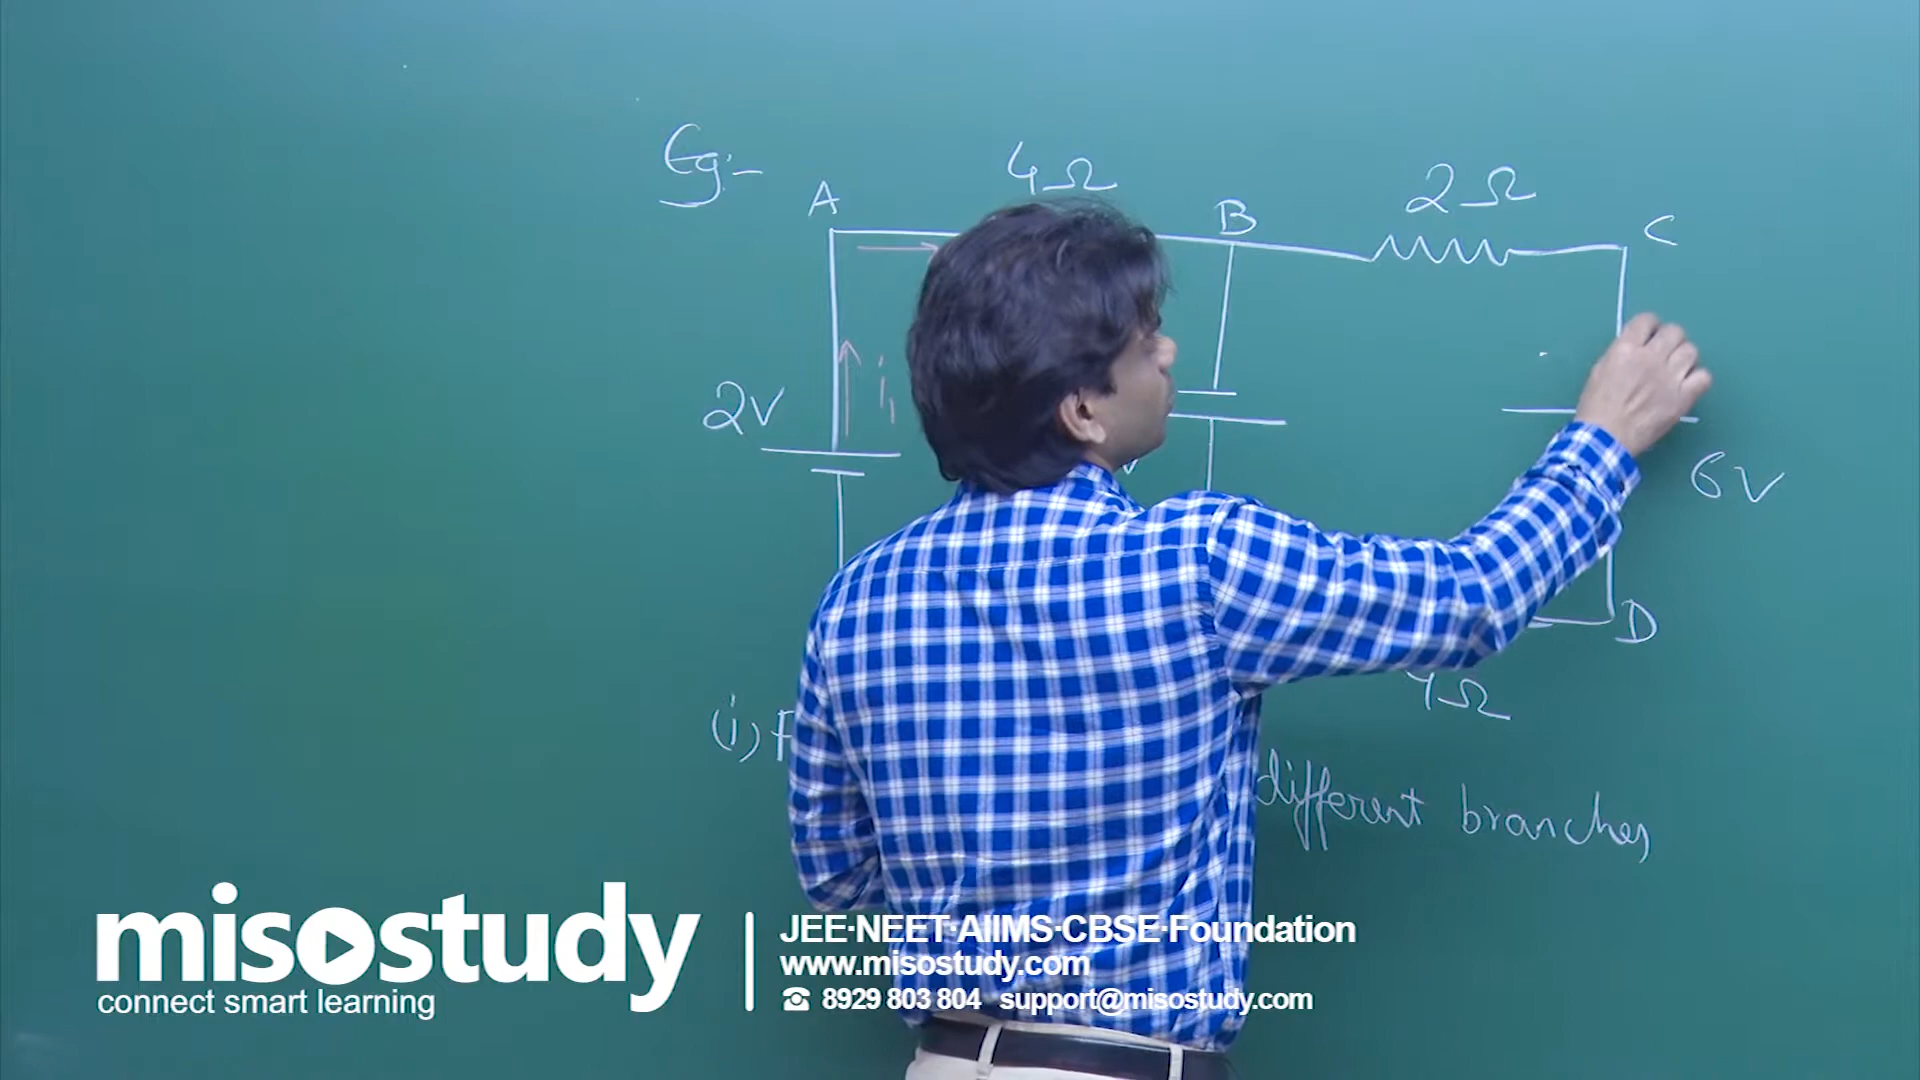 Eg:-
4Ω
2Ω
A
B
C
2V
i₁
6V
D
4Ω
(i)
different branches
misostudy
connect smart learning
JEE·NEET·AIIMS·CBSE·Foundation
www.misostudy.com
8929 803 804 support@misostudy.com